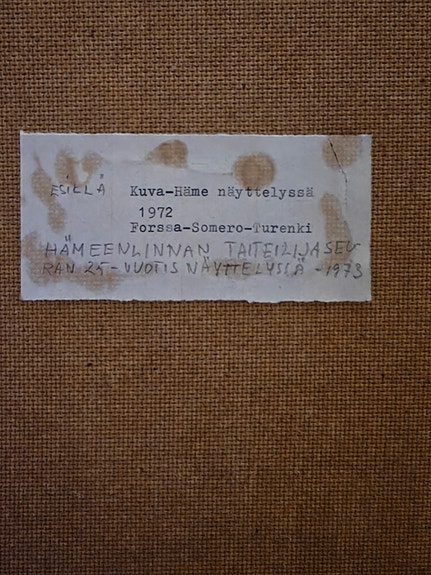 ESILLÄ Kuva-Häme näyttelyssä
1972
Forssa-Somero-Turenki
HÄMEENLINNAN TAITEILIJASEU
RAN 25-VUOTISNÄYTTELYSSÄ - 1973